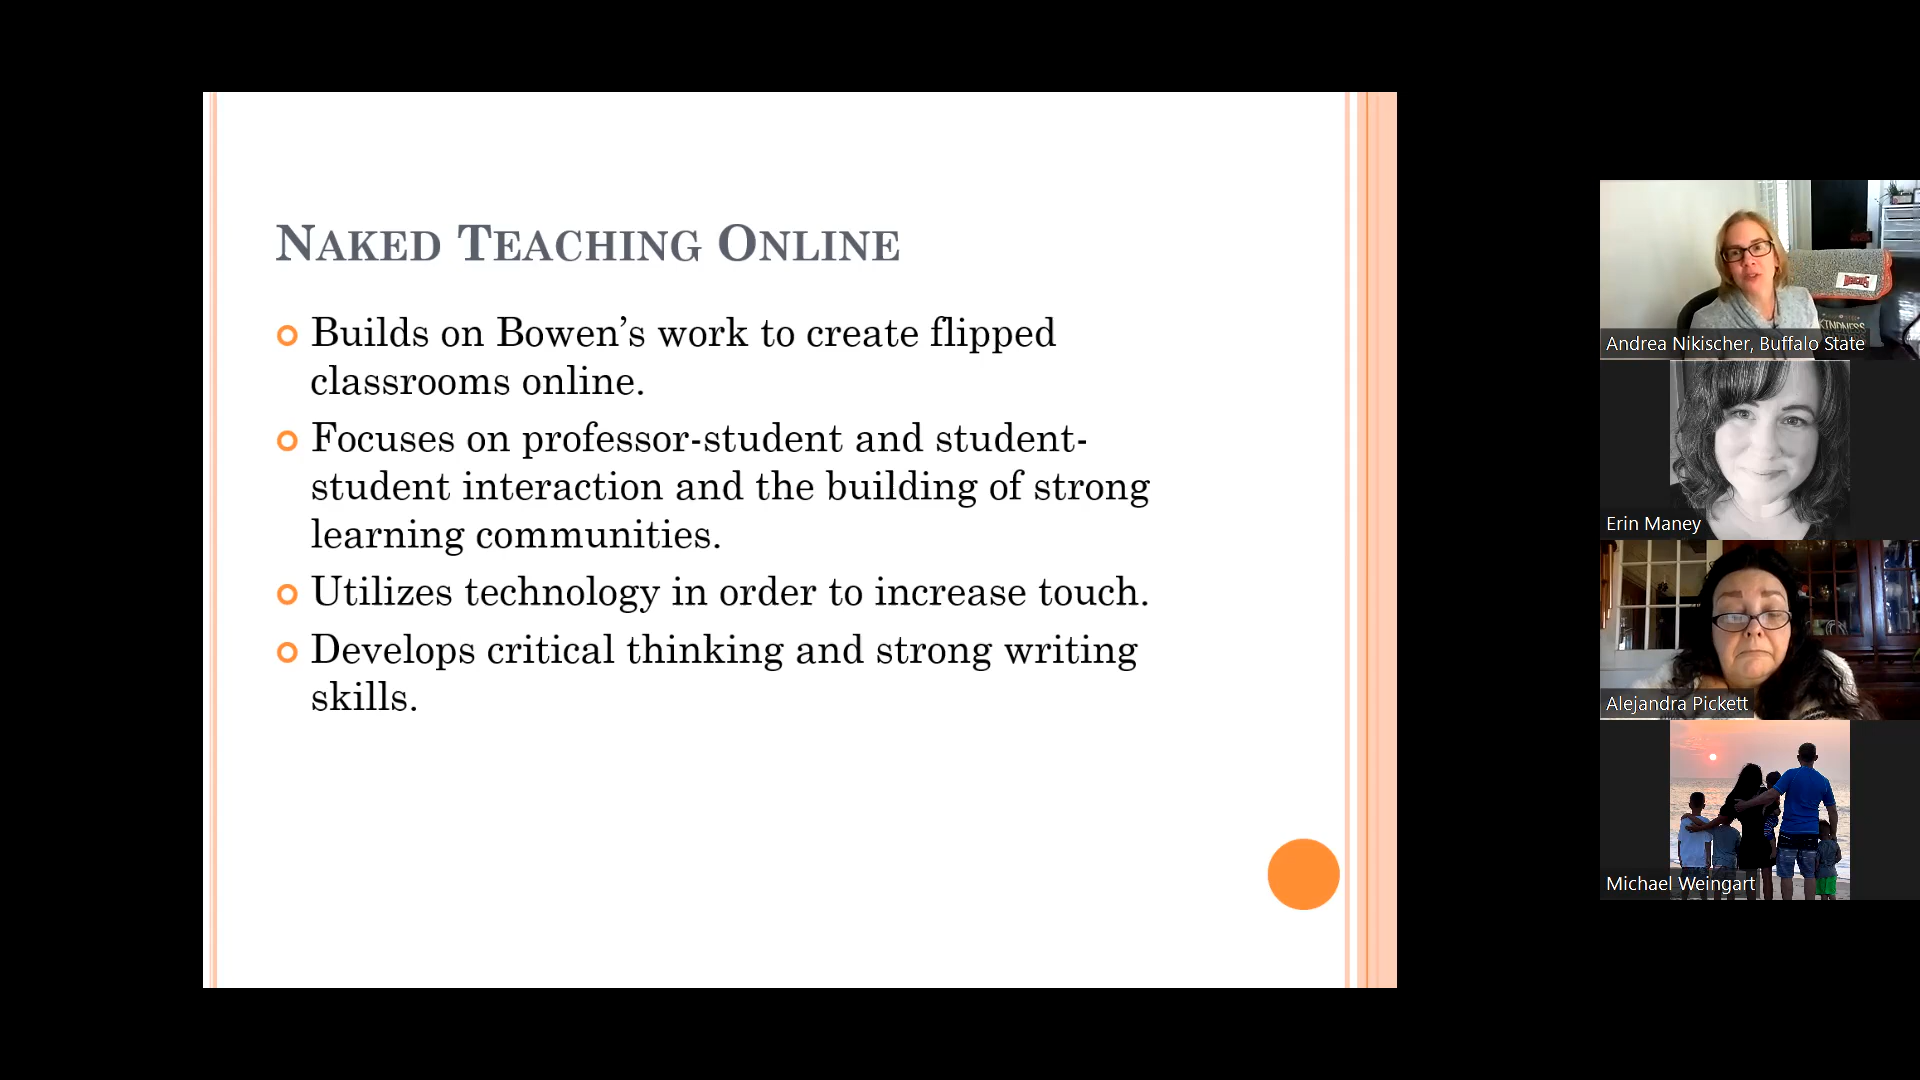 NAKED TEACHING ONLINE
Builds on Bowen’s work to create flipped
classrooms online.
Focuses on professor-student and student-
student interaction and the building of strong
learning communities.
Utilizes technology in order to increase touch.
Develops critical thinking and strong writing
skills.
KINDNESS
Andrea Nikischer, Buffalo State
Erin Maney
Alejandra Pickett
Michael Weingart